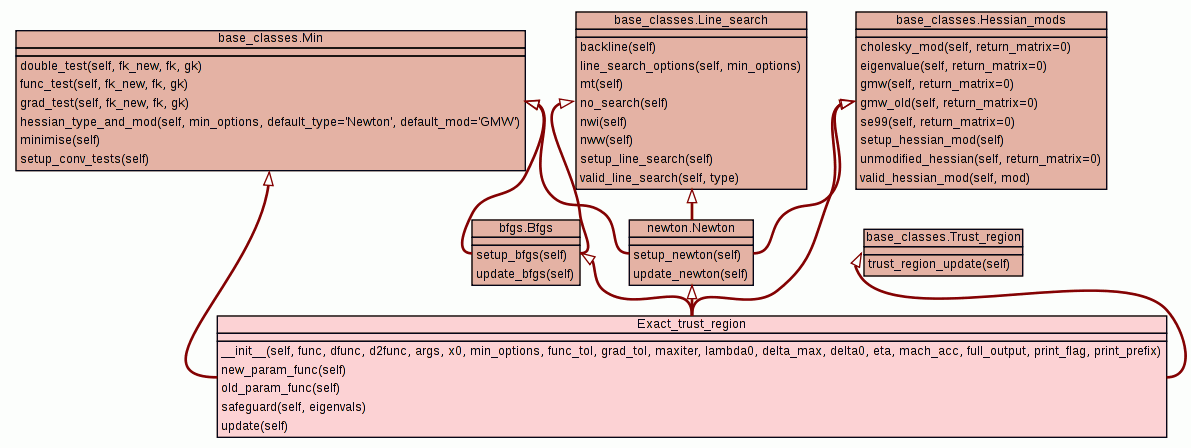 base_classes.Min
double_test(self, fk_new, fk, gk)
func_test(self, fk_new, fk, gk)
grad_test(self, fk_new, fk, gk)
hessian_type_and_mod(self, min_options, default_type='Newton', default_mod='GMW')
minimise(self)
setup_conv_tests(self)
base_classes.Line_search
backline(self)
line_search_options(self, min_options)
mt(self)
no_search(self)
nwi(self)
nww(self)
setup_line_search(self)
valid_line_search(self, type)
base_classes.Hessian_mods
cholesky_mod(self, return_matrix=0)
eigenvalue(self, return_matrix=0)
gmw(self, return_matrix=0)
gmw_old(self, return_matrix=0)
se99(self, return_matrix=0)
setup_hessian_mod(self)
unmodified_hessian(self, return_matrix=0)
valid_hessian_mod(self, mod)
bfgs.Bfgs
setup_bfgs(self)
update_bfgs(self)
newton.Newton
setup_newton(self)
update_newton(self)
base_classes.Trust_region
trust_region_update(self)
Exact_trust_region
__init__(self, func, dfunc, d2func, args, x0, min_options, func_tol, grad_tol, maxiter, lambda0, delta_max, delta0, eta, mach_acc, full_output, print_flag, print_prefix)
new_param_func(self)
old_param_func(self)
safeguard(self, eigenvals)
update(self)